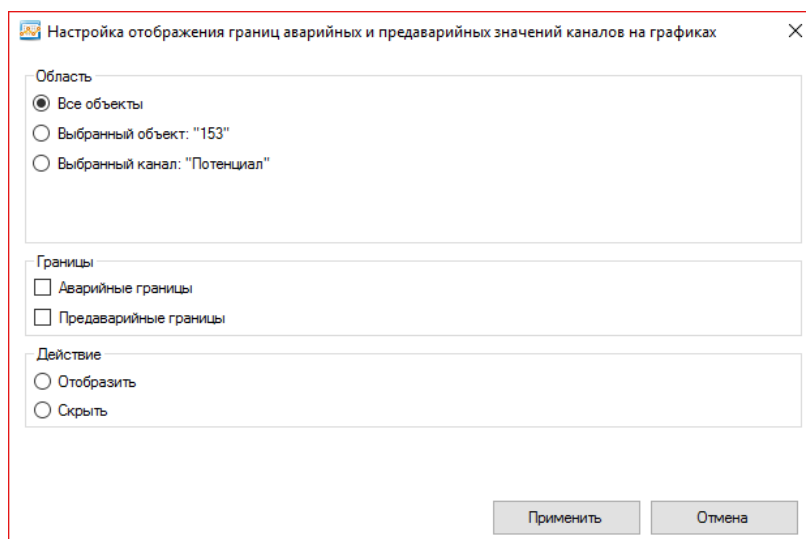 Настройка отображения границ аварийных и предаварийных значений каналов на графиках
Область
Все объекты
Выбранный объект: "153"
Выбранный канал: "Потенциал"
Границы
Аварийные границы
Предаварийные границы
Действие
Отобразить
Скрыть
Применить
Отмена